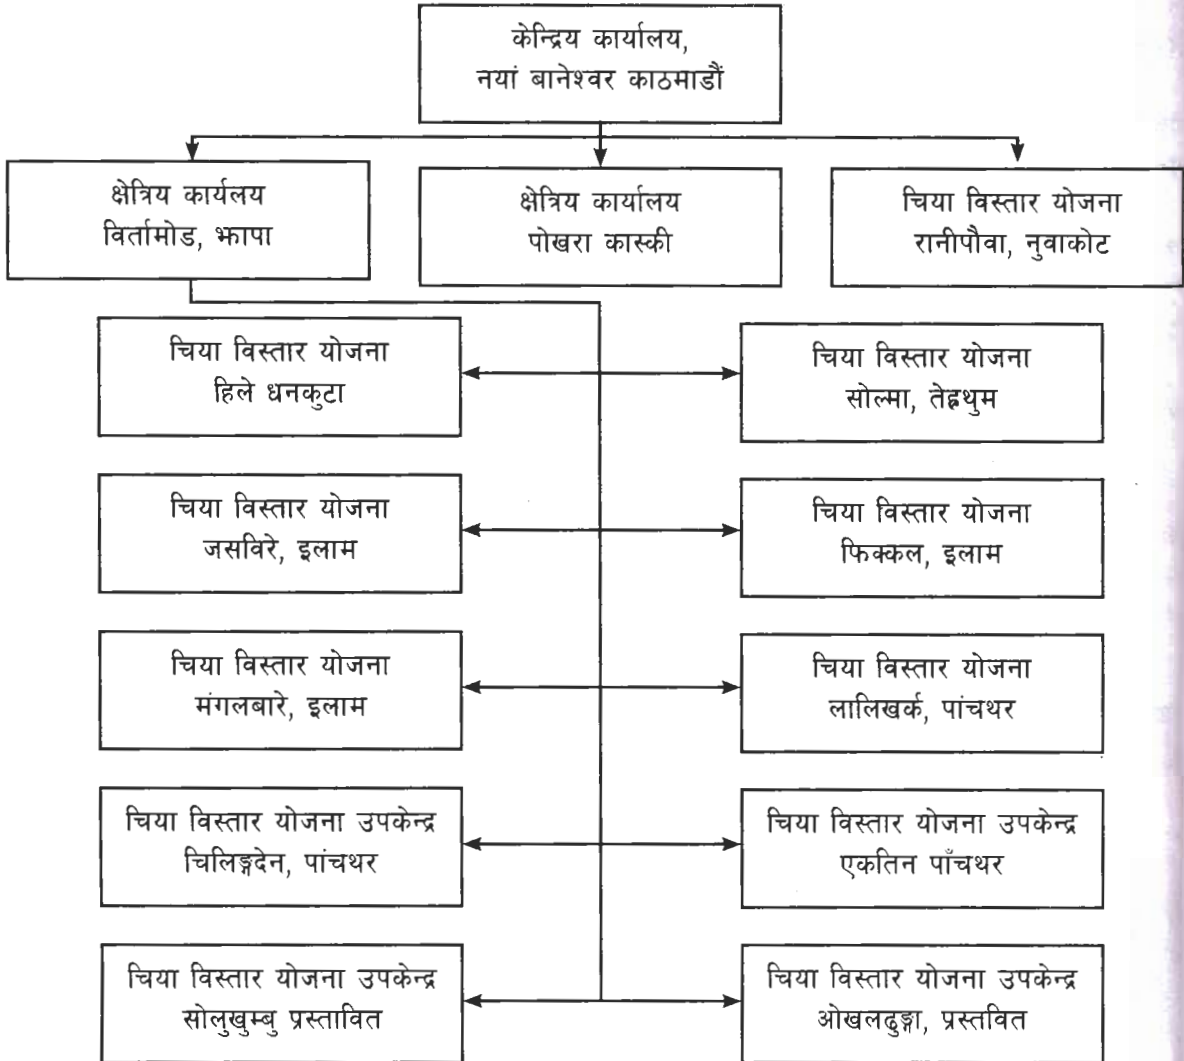 केन्द्रिय कार्यालय,
नयां बानेश्वर काठमाडौं
क्षेत्रिय कार्यलय
विर्तामोड, झापा
क्षेत्रिय कार्यालय
पोखरा कास्की
चिया विस्तार योजना
रानीपौवा, नुवाकोट
चिया विस्तार योजना
हिले धनकुटा
चिया विस्तार योजना
सोल्मा, तेह्रथुम
चिया विस्तार योजना
जसविरे, इलाम
चिया विस्तार योजना
फिक्कल, इलाम
चिया विस्तार योजना
मंगलबारे, इलाम
चिया विस्तार योजना
लालिखर्क, पांचथर
चिया विस्तार योजना उपकेन्द्र
चिलिङ्गदेन, पांचथर
चिया विस्तार योजना उपकेन्द्र
एकतिन पाँचथर
चिया विस्तार योजना उपकेन्द्र
सोलुखुम्बु प्रस्तावित
चिया विस्तार योजना उपकेन्द्र
ओखलढुङ्गा, प्रस्तवित